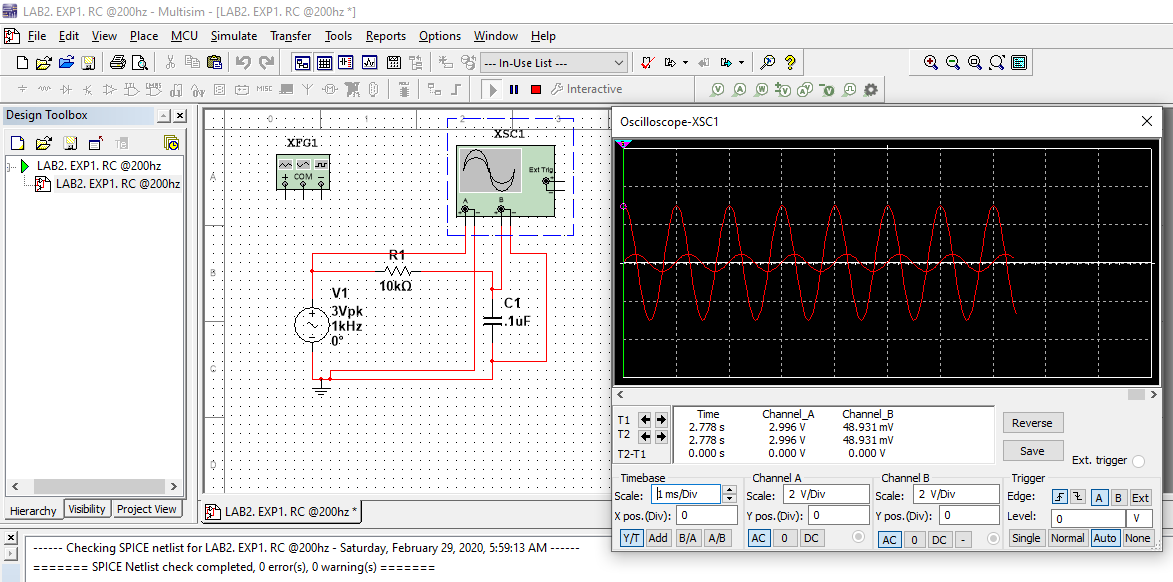 LAB2. EXP1. RC @200hz - Multisim - [LAB2. EXP1. RC @200hz *]
File Edit View Place MCU Simulate Transfer Tools Reports Options Window Help
--- In-Use List ---
MISC Interactive
Design Toolbox
LAB2. EXP1. RC @200hz
LAB2. EXP1. RC @200hz
Hierarchy Visibility Project View
0 1 2 3
A
B
C
D
XFG1
COM
XSC1
Ext Trig
A B
R1
10kΩ
V1
3Vpk
1kHz
0°
C1
.1uF
LAB2. EXP1. RC @200hz *
Oscilloscope-XSC1
T1
T2
T2-T1
Time Channel_A Channel_B
2.778 s 2.996 V 48.931 mV
2.778 s 2.996 V 48.931 mV
0.000 s 0.000 V 0.000 V
Reverse
Save
Ext. trigger
Timebase
Scale: 1 ms/Div
X pos.(Div): 0
Y/T Add B/A A/B
Channel A
Scale: 2 V/Div
Y pos.(Div): 0
AC 0 DC
Channel B
Scale: 2 V/Div
Y pos.(Div): 0
AC 0 DC -
Trigger
Edge: A B Ext
Level: 0 V
Single Normal Auto None
------ Checking SPICE netlist for LAB2. EXP1. RC @200hz - Saturday, February 29, 2020, 5:59:13 AM ------
======= SPICE Netlist check completed, 0 error(s), 0 warning(s) =======